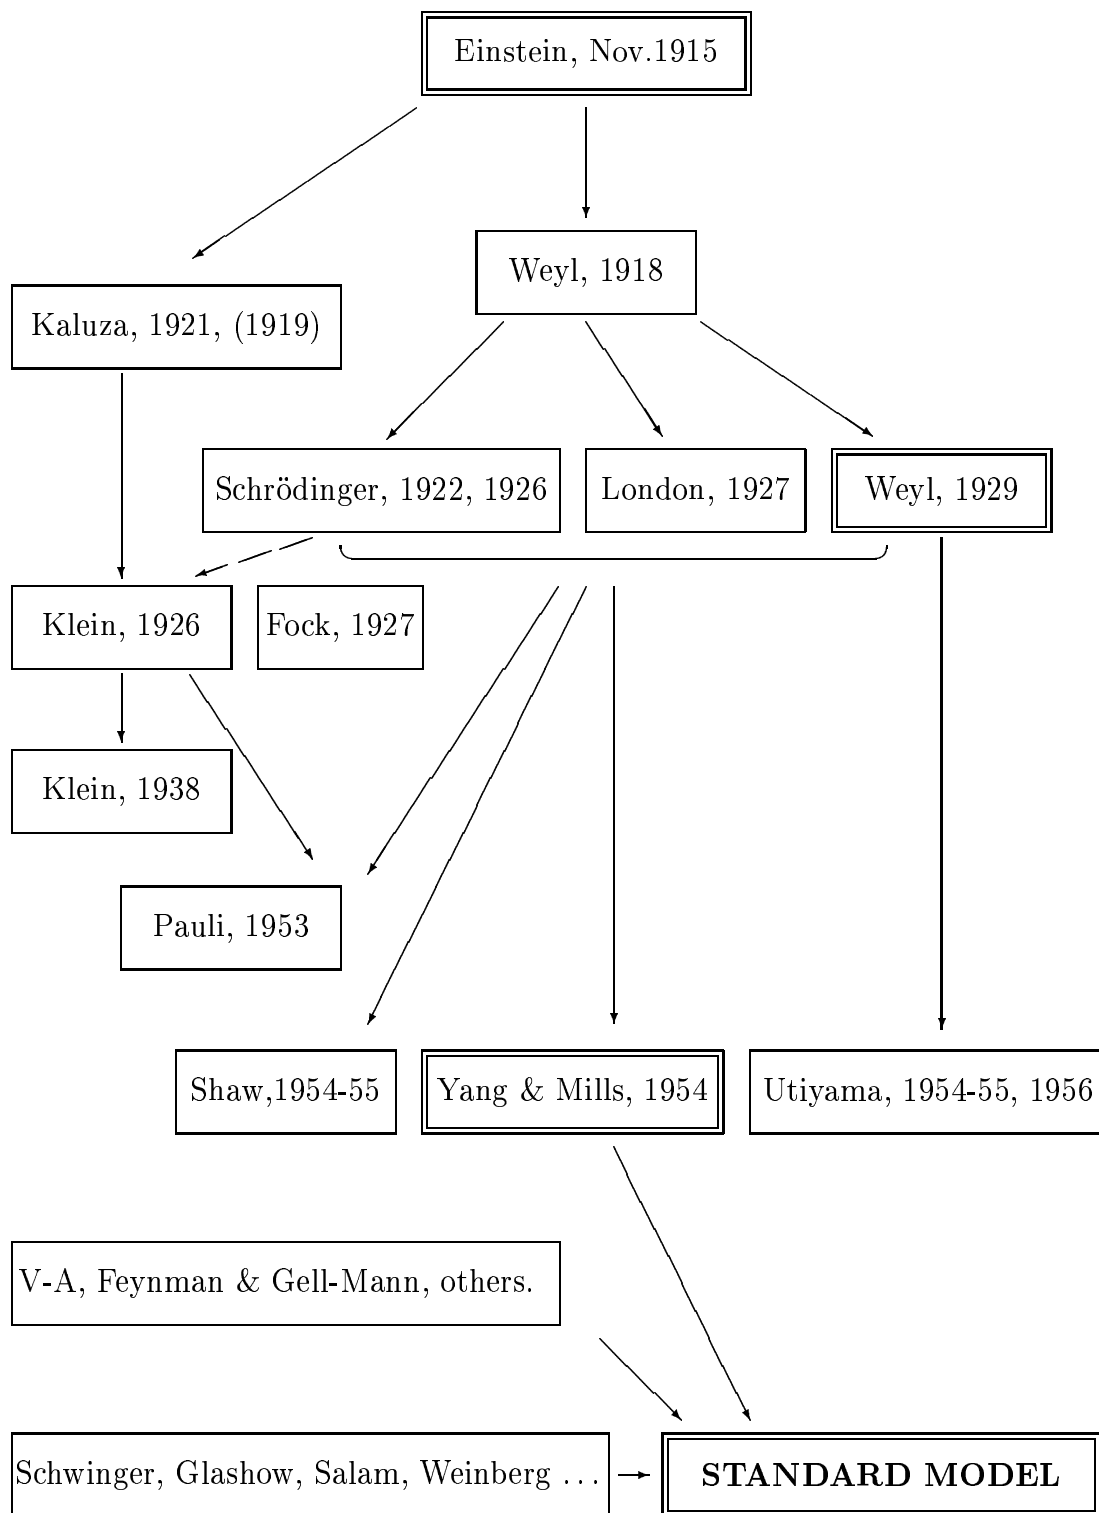 Einstein, Nov.1915
Weyl, 1918
Kaluza, 1921, (1919)
Schrödinger, 1922, 1926
London, 1927
Weyl, 1929
Klein, 1926
Fock, 1927
Klein, 1938
Pauli, 1953
Shaw,1954-55
Yang & Mills, 1954
Utiyama, 1954-55, 1956
V-A, Feynman & Gell-Mann, others.
Schwinger, Glashow, Salam, Weinberg ...
STANDARD MODEL